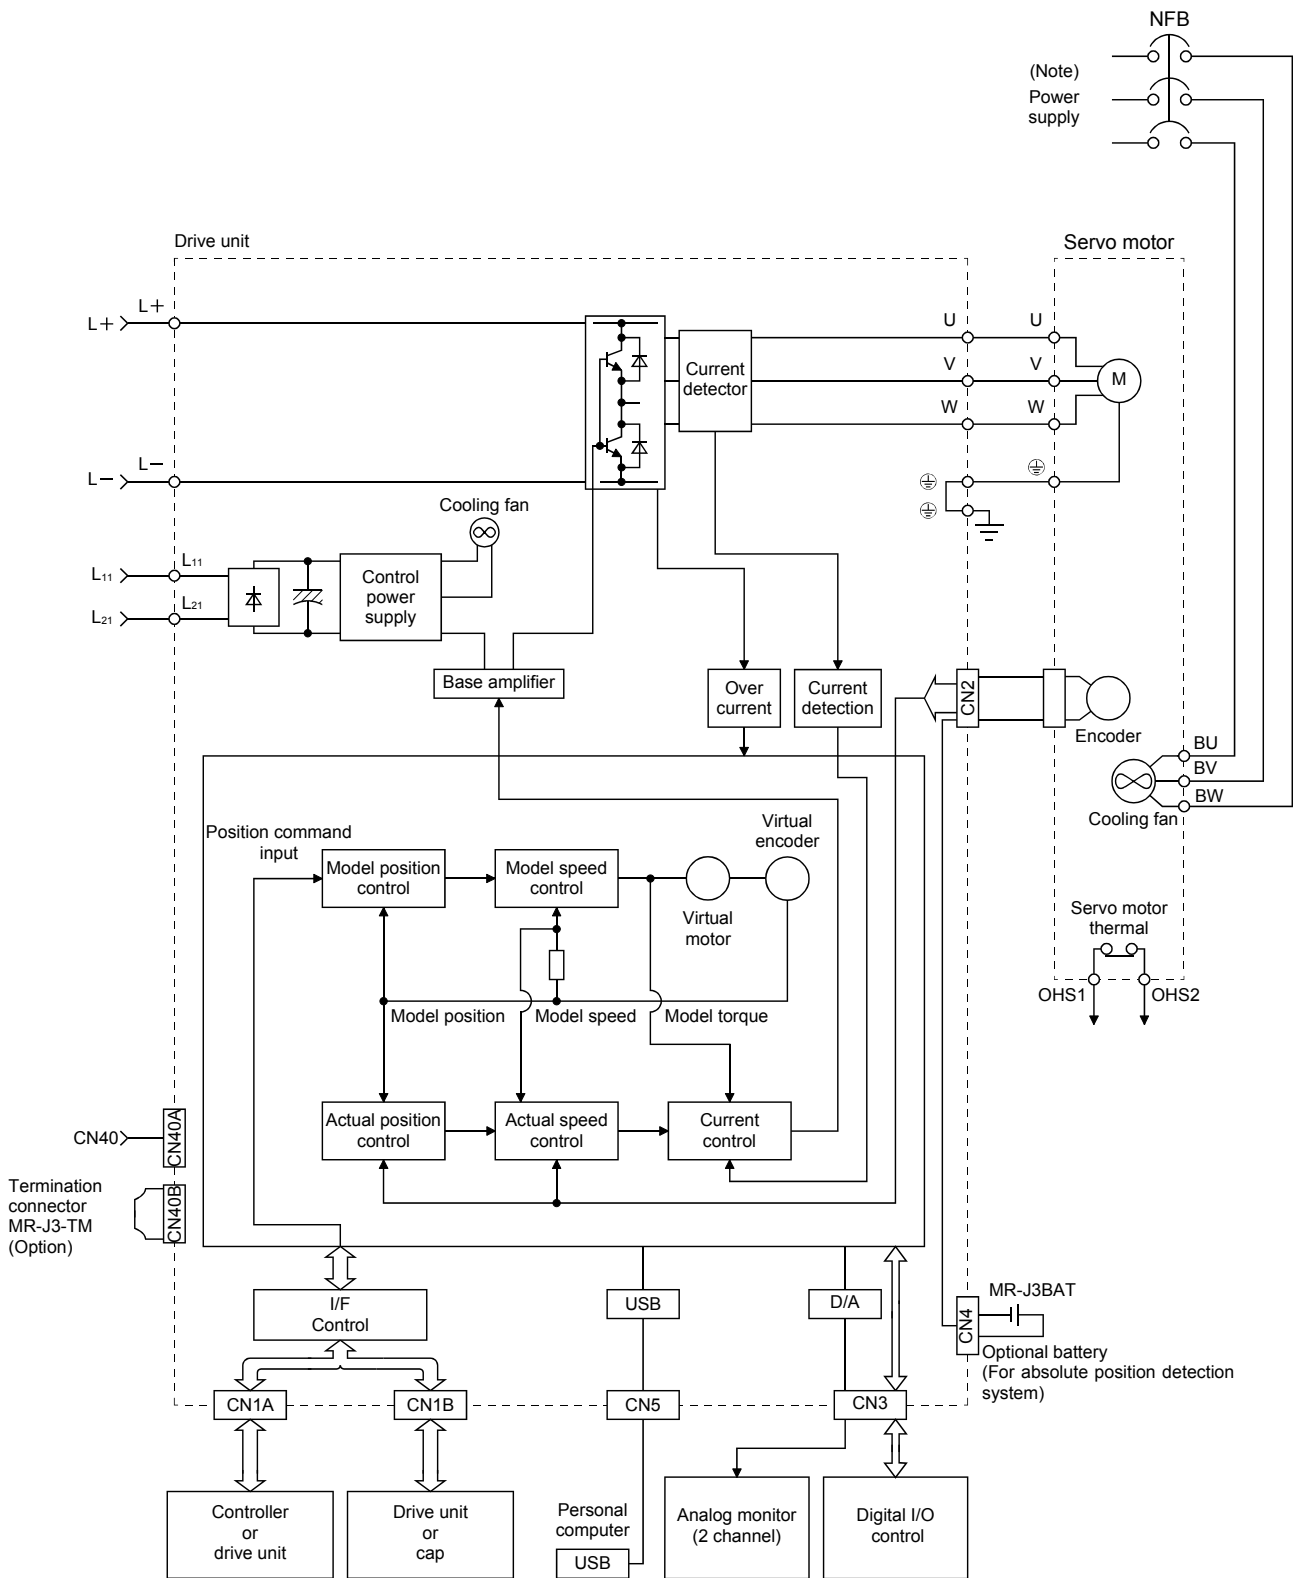 NFB
(Note)
Power
supply
Drive unit
Servo motor
L+
L+
U
U
V
V
W
W
Current
detector
M
L−
L−
Cooling fan
L11
L11
L21
L21
Control
power
supply
Base amplifier
Over
current
Current
detection
CN2
Encoder
BU
BV
BW
Cooling fan
Position command
input
Virtual
encoder
Model position
control
Model speed
control
Virtual
motor
Servo motor
thermal
OHS1
OHS2
Model position
Model speed
Model torque
Actual position
control
Actual speed
control
Current
control
CN40
CN40A
Termination
connector
MR-J3-TM
(Option)
CN40B
I/F
Control
USB
D/A
CN4
MR-J3BAT
Optional battery
(For absolute position detection
system)
CN1A
CN1B
CN5
CN3
Controller
or
drive unit
Drive unit
or
cap
Personal
computer
USB
Analog monitor
(2 channel)
Digital I/O
control